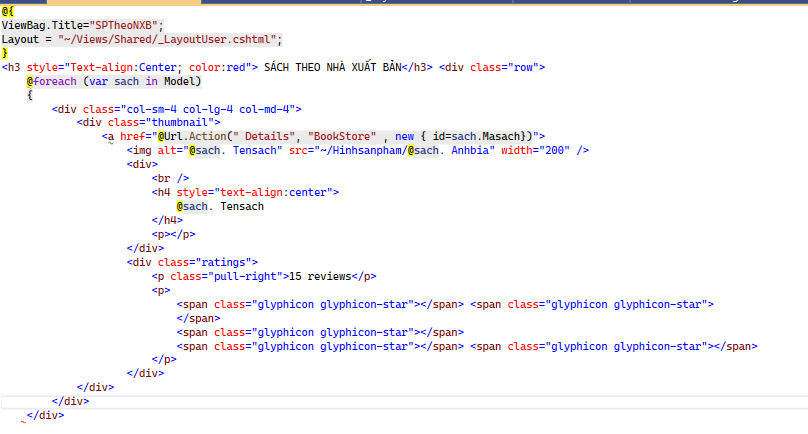 @{
ViewBag.Title="SPTheoNXB";
Layout = "~/Views/Shared/_LayoutUser.cshtml";
}
<h3 style="Text-align:Center; color:red"> SÁCH THEO NHÀ XUẤT BẢN</h3> <div class="row">
@foreach (var sach in Model)
{
<div class="col-sm-4 col-lg-4 col-md-4">
<div class="thumbnail">
<a href="@Url.Action(" Details", "BookStore" , new { id=sach.Masach})">
<img alt="@sach. Tensach" src="~/Hinhsanpham/@sach. Anhbia" width="200" />
<div>
<br />
<h4 style="text-align:center">
@sach. Tensach
</h4>
<p></p>
</div>
<div class="ratings">
<p class="pull-right">15 reviews</p>
<p>
<span class="glyphicon glyphicon-star"></span> <span class="glyphicon glyphicon-star">
</span>
<span class="glyphicon glyphicon-star"></span>
<span class="glyphicon glyphicon-star"></span> <span class="glyphicon glyphicon-star"></span>
</p>
</div>
</div>
</div>
</div>